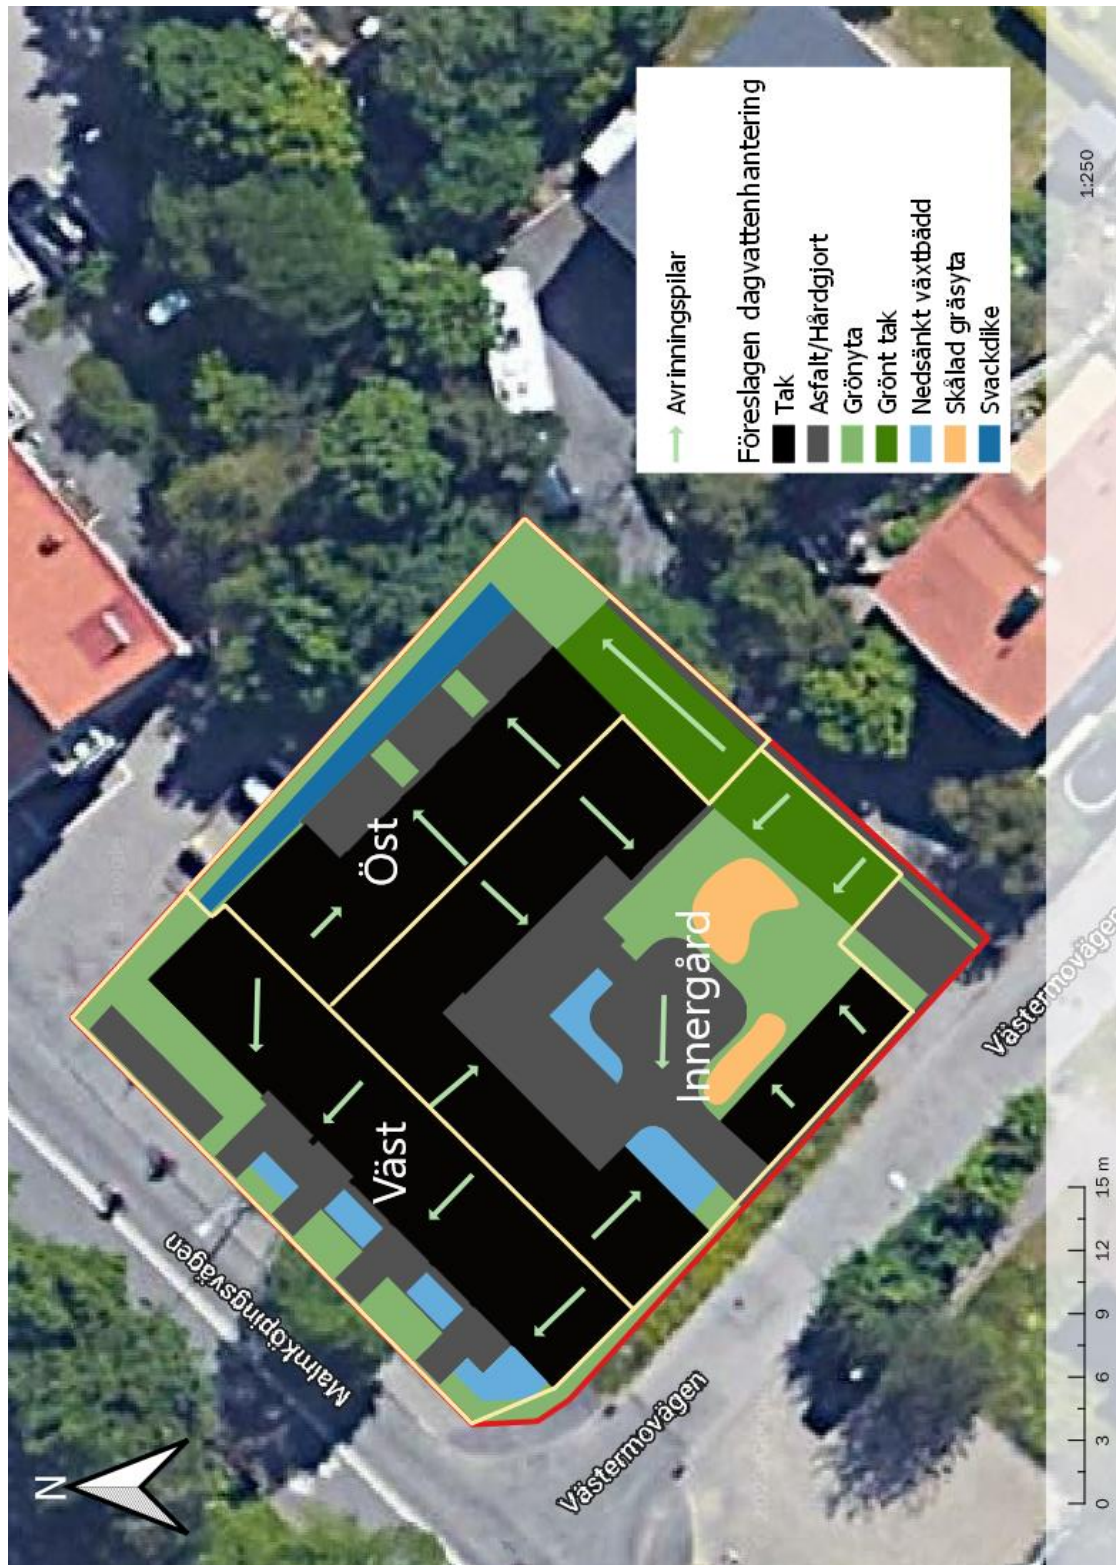 N
Malmköpingsvägen
Västermovägen
Västermovägen
Väst
Öst
Innergård
Avrinningspilar
Föreslagen dagvattenhantering
Tak
Asfalt/Hårdgjort
Grönyta
Grönt tak
Nedsänkt växtbädd
Skålad gräsyta
Svackdike
0 3 6 9 12 15 m
1:250